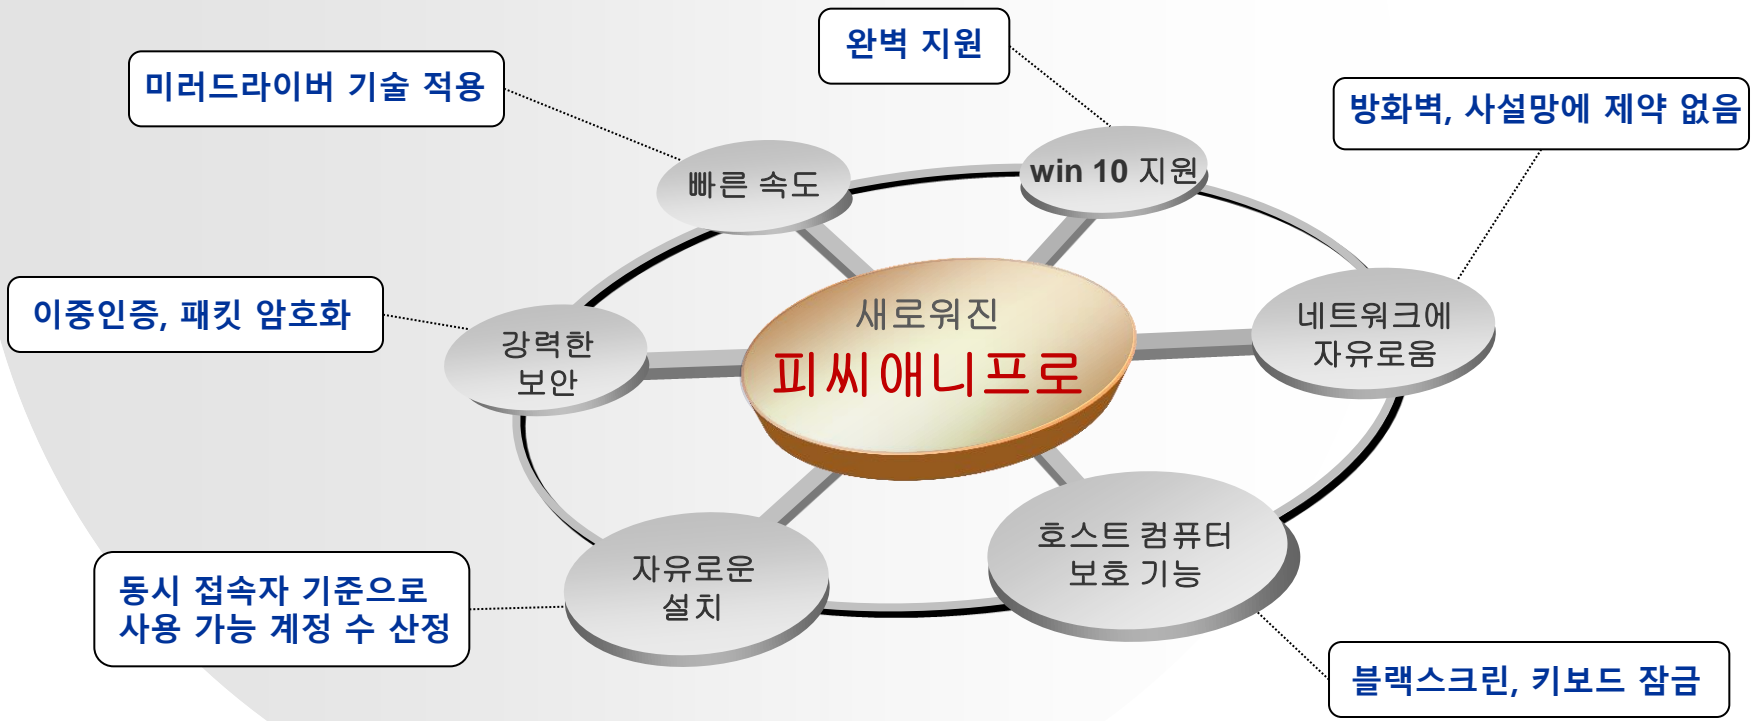 완벽 지원
미러드라이버 기술 적용
방화벽, 사설망에 제약 없음
빠른 속도
win 10 지원
이중인증, 패킷 암호화
강력한
보안
새로워진
피씨애니프로
네트워크에
자유로움
자유로운
설치
호스트 컴퓨터
보호 기능
동시 접속자 기준으로
사용 가능 계정 수 산정
블랙스크린, 키보드 잠금